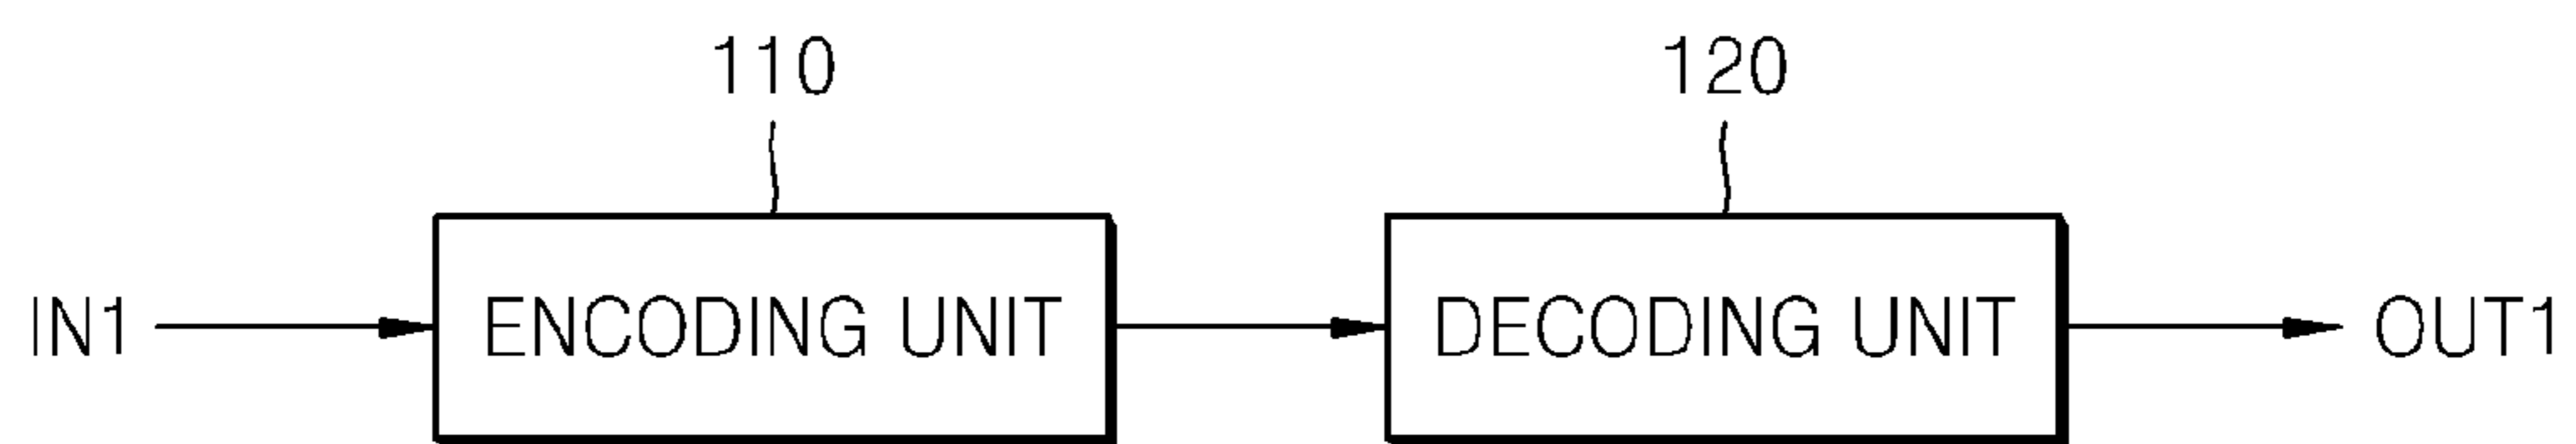 110 120
IN1 ENCODING UNIT DECODING UNIT OUT1